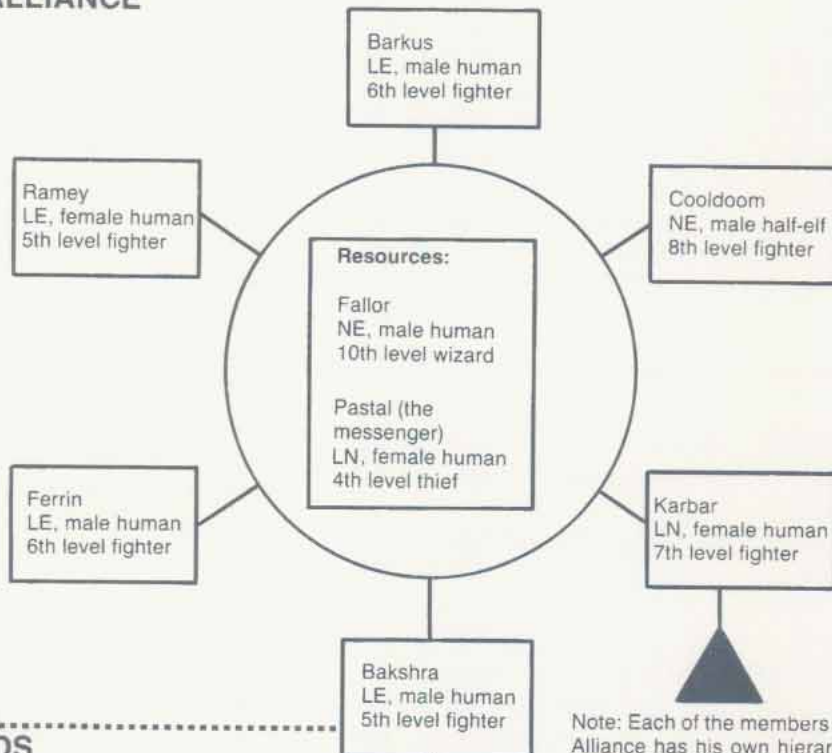 ALLIANCE
Barkus
LE, male human
6th level fighter
Ramey
LE, female human
5th level fighter
Cooldoom
NE, male half-elf
8th level fighter
Resources:
Fallor
NE, male human
10th level wizard
Pastal (the
messenger)
LN, female human
4th level thief
Ferrin
LE, male human
6th level fighter
Karbar
LN, female human
7th level fighter
Bakshra
LE, male human
5th level fighter
Note: Each of the members
Alliance has his own